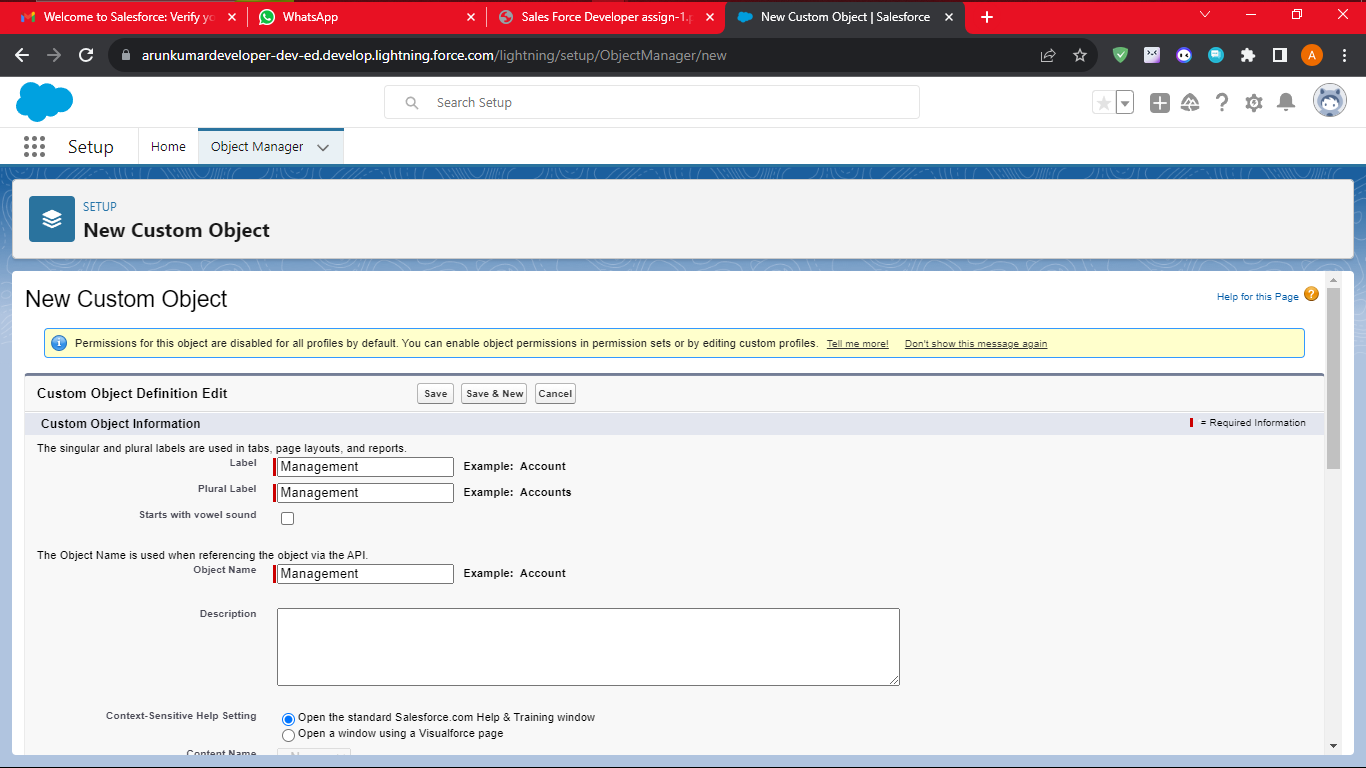 Welcome to Salesforce: Verify yo
WhatsApp
Sales Force Developer assign-1.p
New Custom Object | Salesforce
arunkumardeveloper-dev-ed.develop.lightning.force.com/lightning/setup/ObjectManager/new
A
Search Setup
Setup
Home
Object Manager
SETUP
New Custom Object
New Custom Object
Help for this Page
Permissions for this object are disabled for all profiles by default. You can enable object permissions in permission sets or by editing custom profiles. Tell me more! Don't show this message again
Custom Object Definition Edit
Save
Save & New
Cancel
Custom Object Information
= Required Information
The singular and plural labels are used in tabs, page layouts, and reports.
Label Management Example: Account
Plural Label Management Example: Accounts
Starts with vowel sound
The Object Name is used when referencing the object via the API.
Object Name Management Example: Account
Description
Context-Sensitive Help Setting
Open the standard Salesforce.com Help & Training window
Open a window using a Visualforce page
Content Name